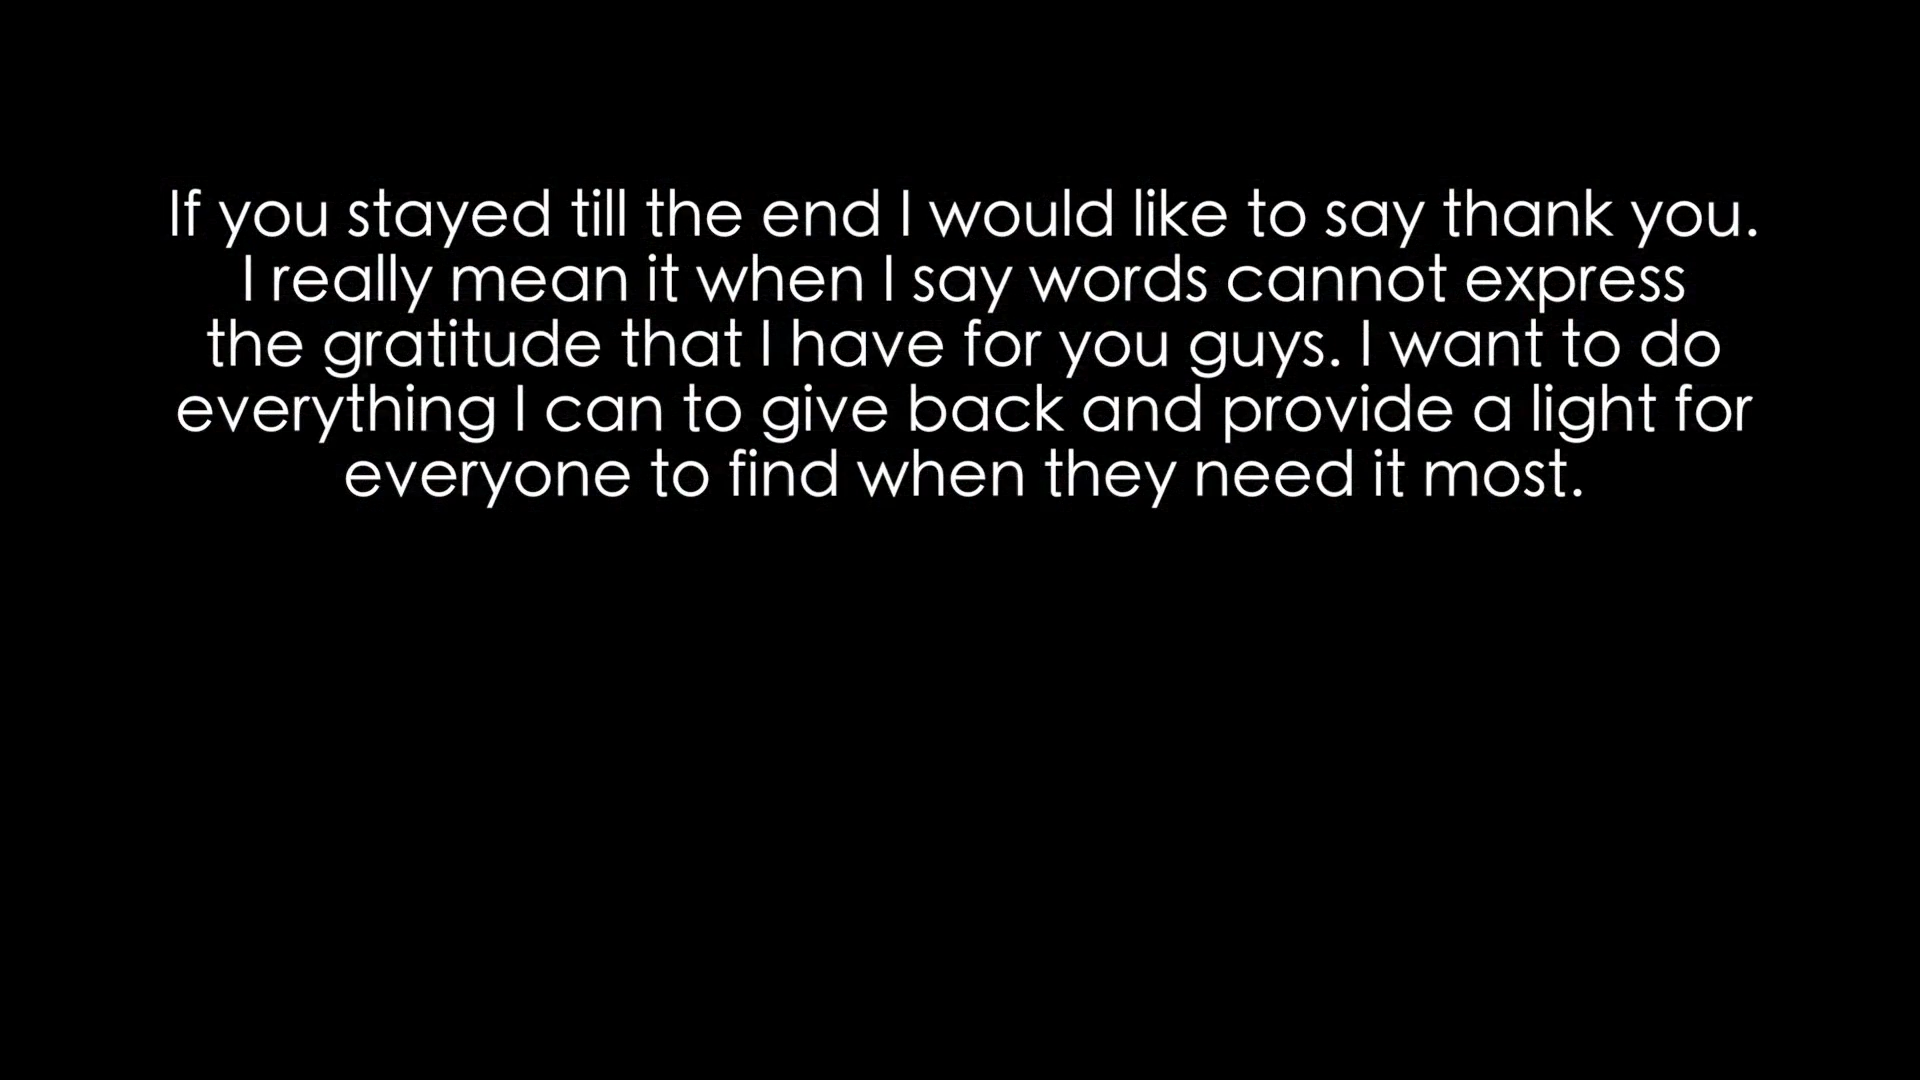 If you stayed till the end I would like to say thank you.
I really mean it when I say words cannot express
the gratitude that I have for you guys. I want to do
everything I can to give back and provide a light for
everyone to find when they need it most.